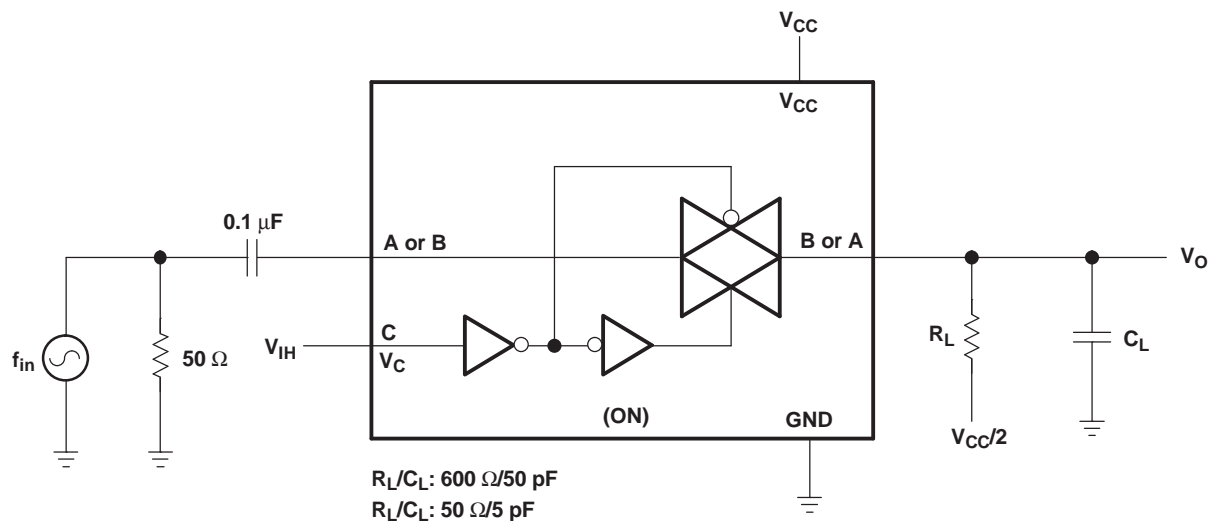 V_CC
V_CC
0.1 μF
A or B
B or A
V_O
f_in
50 Ω
V_IH
C
V_C
R_L
C_L
(ON)
GND
V_CC/2
R_L/C_L: 600 Ω/50 pF
R_L/C_L: 50 Ω/5 pF